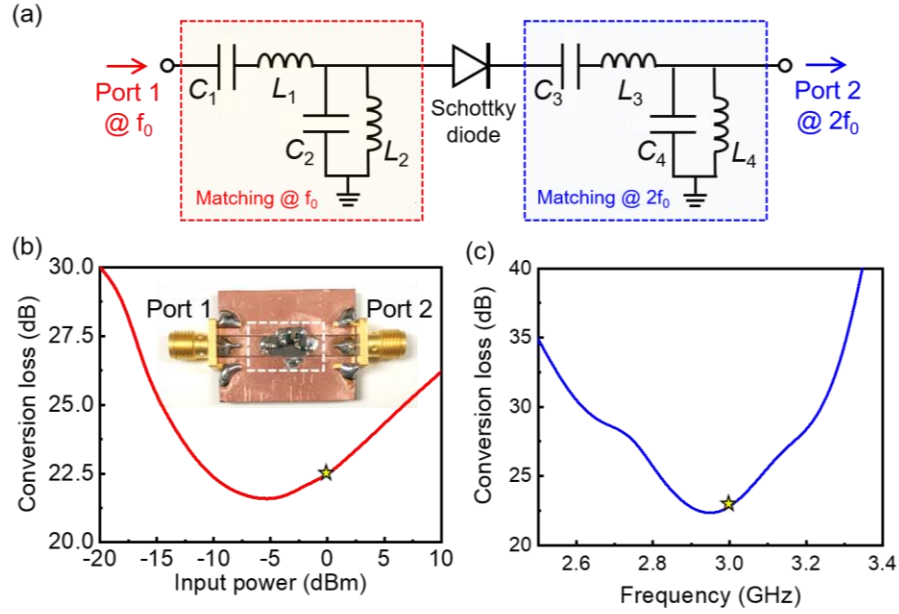 (a)
C1
L1
C2
L2
Port 1
@ f0
Matching @ f0
Schottky
diode
C3
L3
C4
L4
Port 2
@ 2f0
Matching @ 2f0
(b)
Conversion loss (dB)
30.0
27.5
25.0
22.5
20.0
-20
-15
-10
-5
0
5
10
Input power (dBm)
Port 1
Port 2
(c)
Conversion loss (dB)
40
35
30
25
20
2.6
2.8
3.0
3.2
3.4
Frequency (GHz)